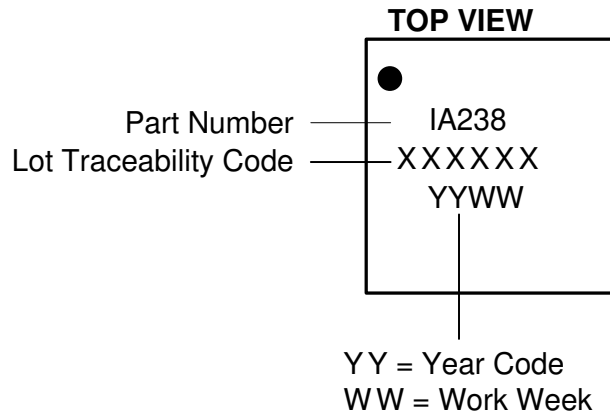 TOP VIEW
Part Number
IA238
Lot Traceability Code
XXXXXX
YYWW
YY = Year Code
WW = Work Week